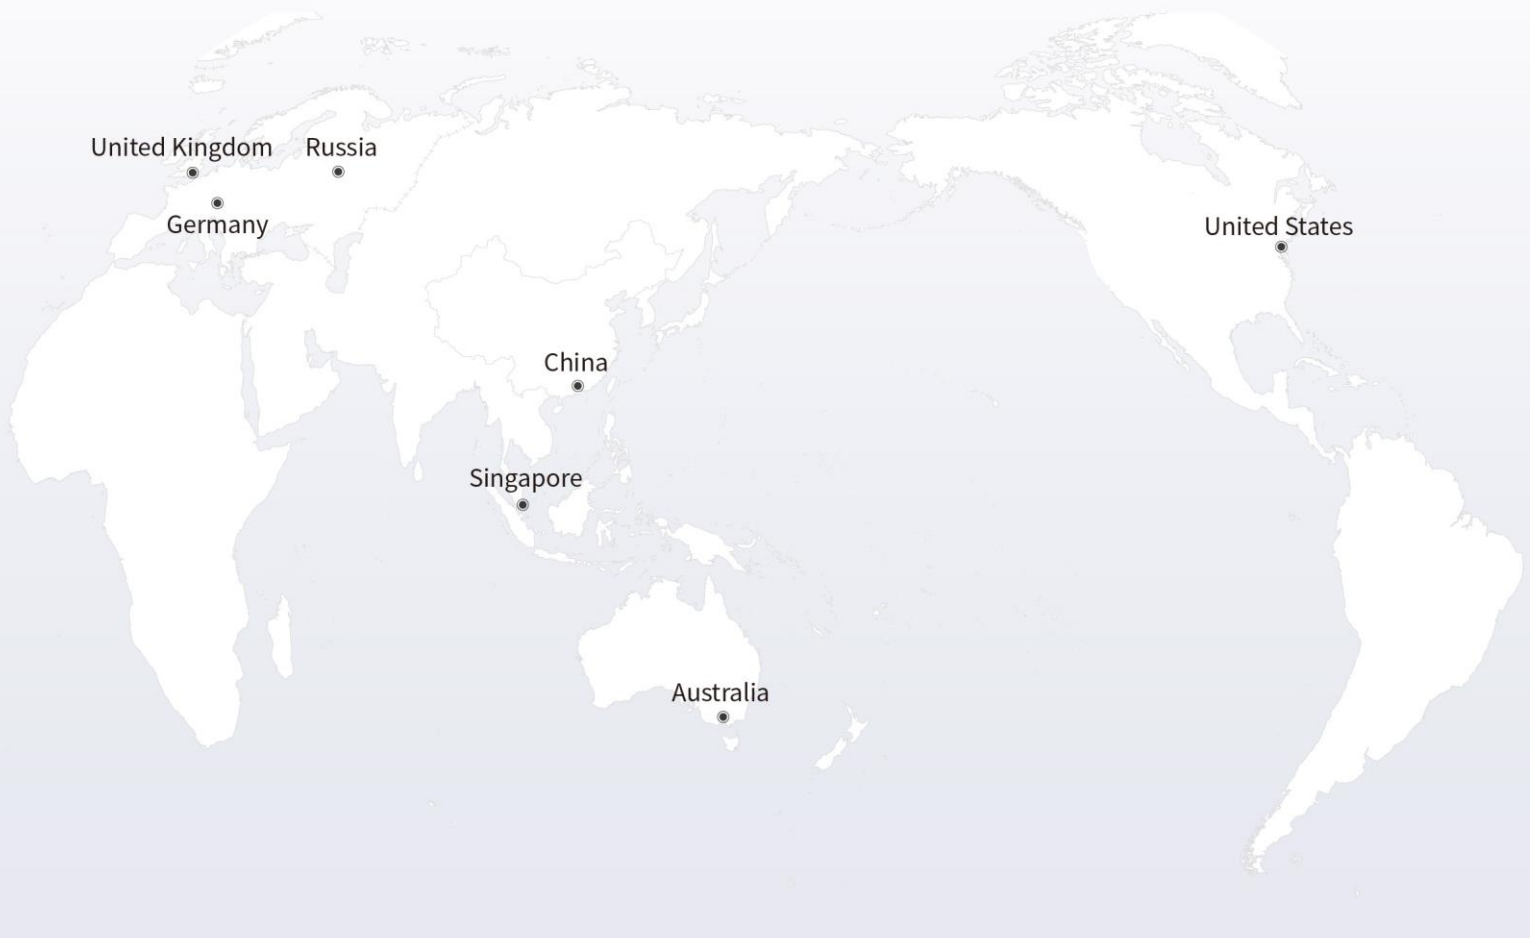 United Kingdom
Russia
Germany
United States
China
Singapore
Australia